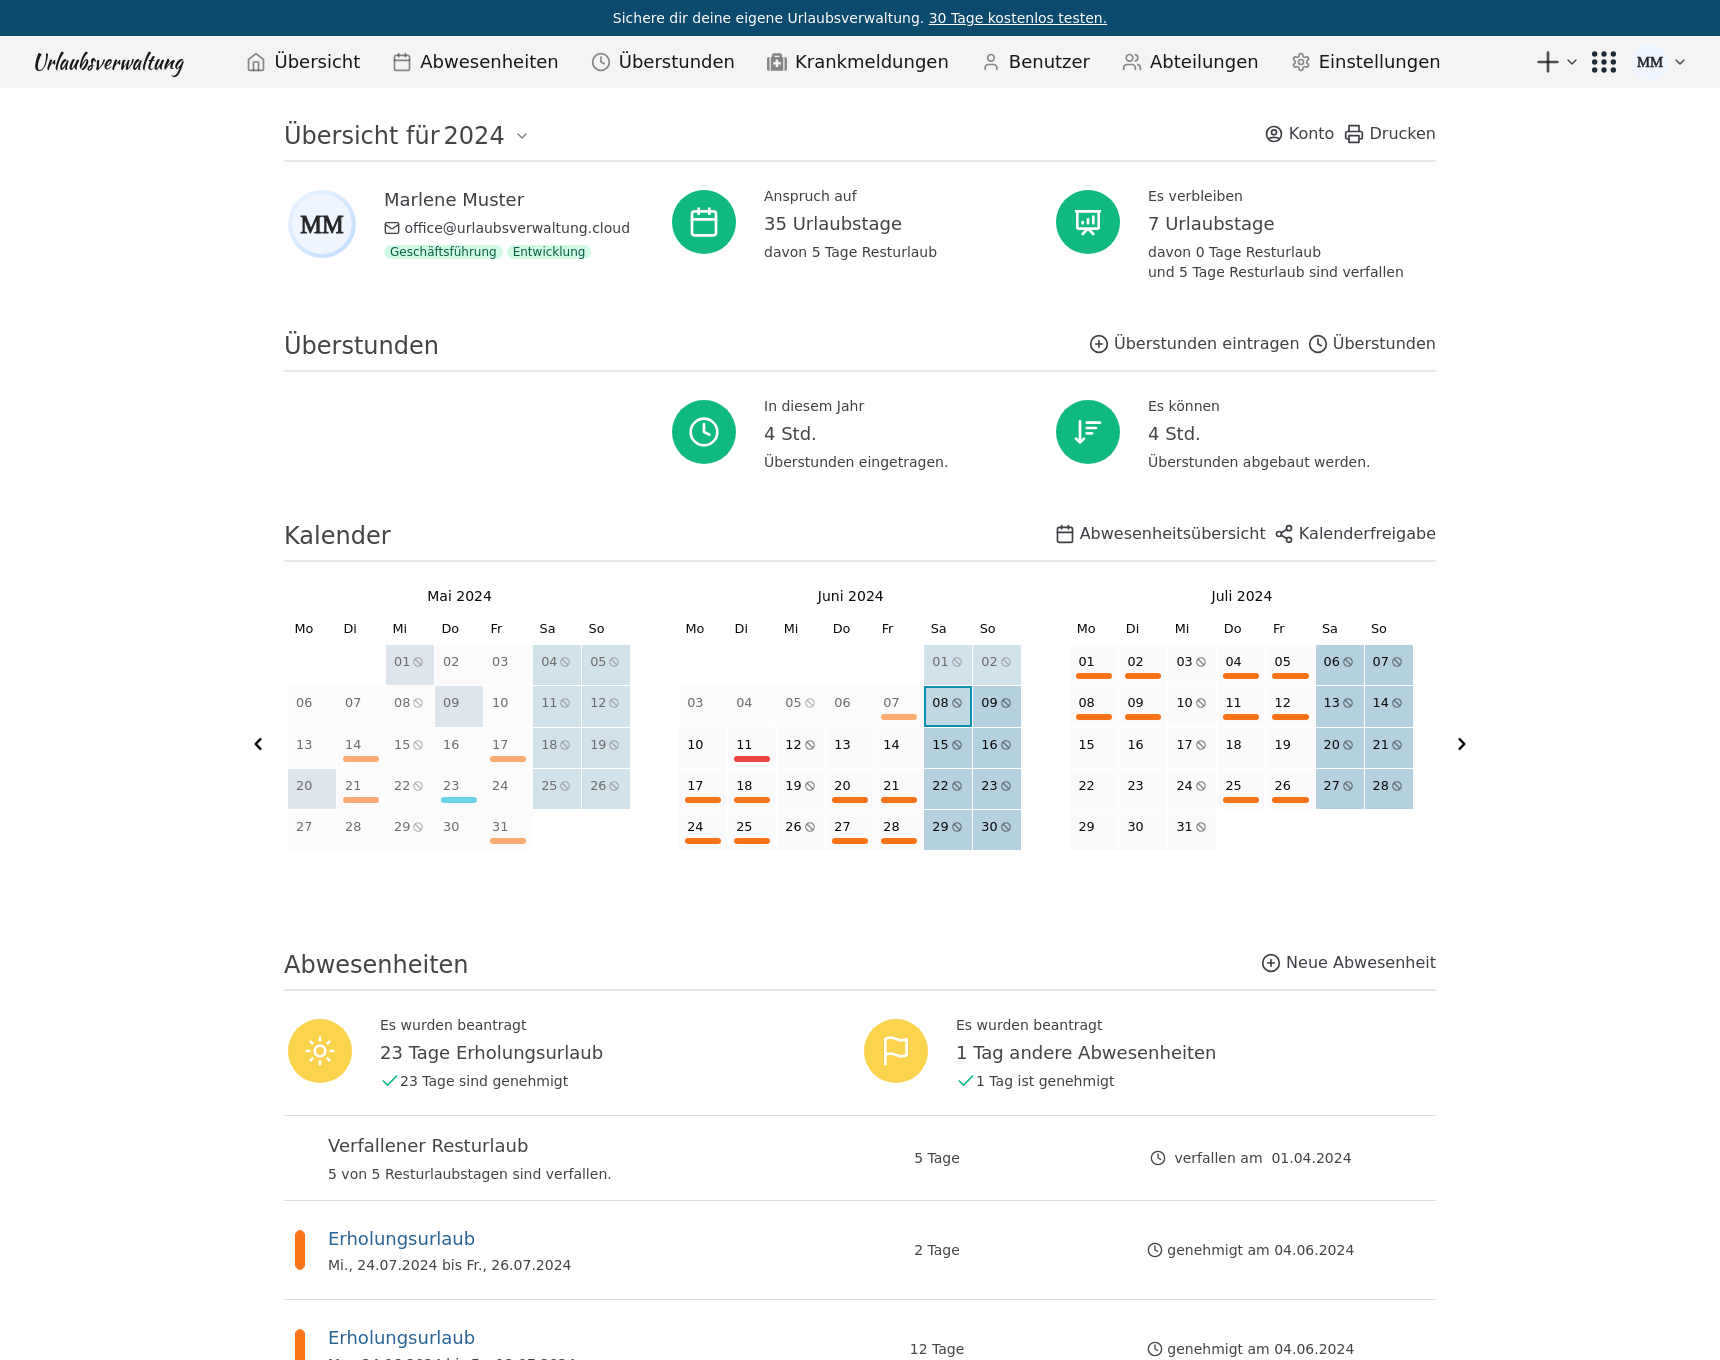 Sichere dir deine eigene Urlaubsverwaltung. 30 Tage kostenlos testen.
Urlaubsverwaltung Übersicht Abwesenheiten Überstunden Krankmeldungen Benutzer Abteilungen Einstellungen MM
Übersicht für 2024 Konto Drucken
MM
Marlene Muster
office@urlaubsverwaltung.cloud
Geschäftsführung Entwicklung
Anspruch auf
35 Urlaubstage
davon 5 Tage Resturlaub
Es verbleiben
7 Urlaubstage
davon 0 Tage Resturlaub
und 5 Tage Resturlaub sind verfallen
Überstunden Überstunden eintragen Überstunden
In diesem Jahr
4 Std.
Überstunden eingetragen.
Es können
4 Std.
Überstunden abgebaut werden.
Kalender Abwesenheitsübersicht Kalenderfreigabe
Mai 2024
Mo Di Mi Do Fr Sa So
01 02 03 04 05
06 07 08 09 10 11 12
13 14 15 16 17 18 19
20 21 22 23 24 25 26
27 28 29 30 31
Juni 2024
Mo Di Mi Do Fr Sa So
01 02
03 04 05 06 07 08 09
10 11 12 13 14 15 16
17 18 19 20 21 22 23
24 25 26 27 28 29 30
Juli 2024
Mo Di Mi Do Fr Sa So
01 02 03 04 05 06 07
08 09 10 11 12 13 14
15 16 17 18 19 20 21
22 23 24 25 26 27 28
29 30 31
Abwesenheiten Neue Abwesenheit
Es wurden beantragt
23 Tage Erholungsurlaub
23 Tage sind genehmigt
Es wurden beantragt
1 Tag andere Abwesenheiten
1 Tag ist genehmigt
Verfallener Resturlaub
5 von 5 Resturlaubstagen sind verfallen.
5 Tage
verfallen am 01.04.2024
Erholungsurlaub
Mi., 24.07.2024 bis Fr., 26.07.2024
2 Tage
genehmigt am 04.06.2024
Erholungsurlaub
12 Tage
genehmigt am 04.06.2024